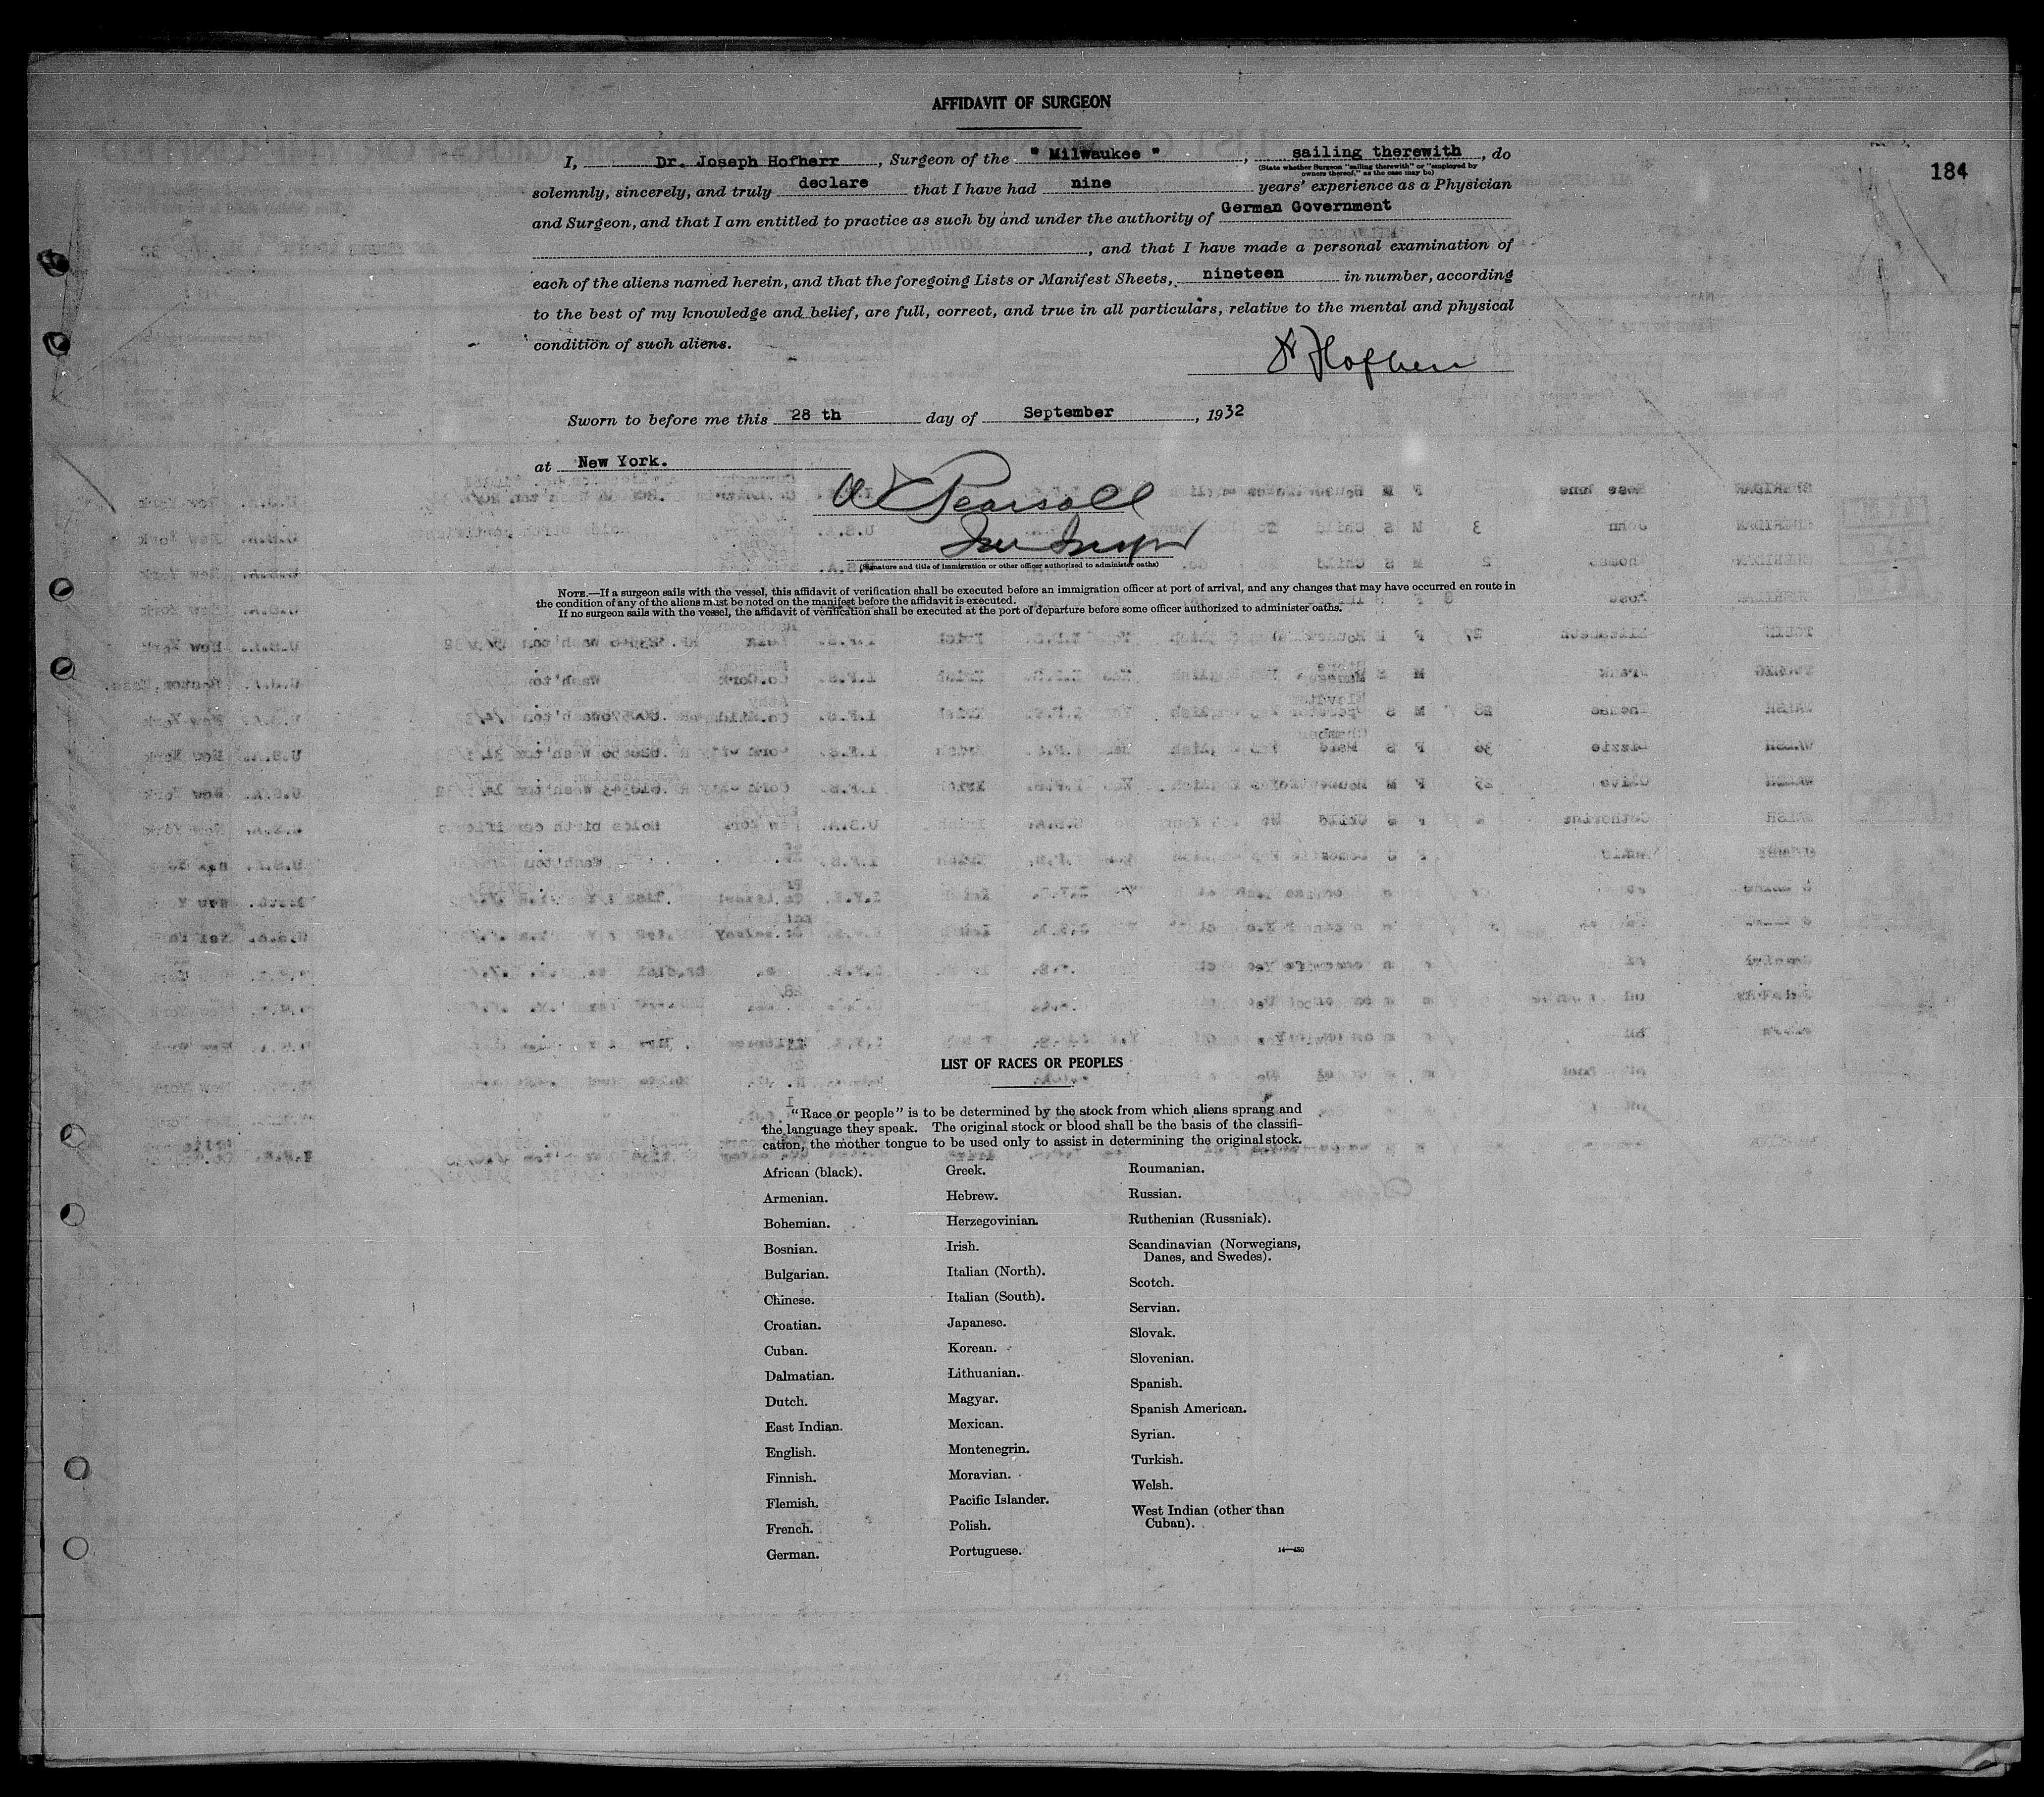 AFFIDAVIT OF SURGEON
184
I, Dr. Joseph Hofherr, Surgeon of the " Milwaukee ", sailing therewith, do
(State whether Surgeon "sailing therewith" or "employed by
owners thereof," as the case may be)
solemnly, sincerely, and truly declare that I have had nine years' experience as a Physician
and Surgeon, and that I am entitled to practice as such by and under the authority of German Government
, and that I have made a personal examination of
each of the aliens named herein, and that the foregoing Lists or Manifest Sheets, nineteen in number, according
to the best of my knowledge and belief, are full, correct, and true in all particulars, relative to the mental and physical
condition of such aliens.
Hofherr
Sworn to before me this 28 th day of September, 1932
at New York.
Pearsall
(Signature and title of immigration or other officer authorized to administer oaths)
NOTE.—If a surgeon sails with the vessel, this affidavit of verification shall be executed before an immigration officer at port of arrival, and any changes that may have occurred en route in
the condition of any of the aliens must be noted on the manifest before the affidavit is executed.
If no surgeon sails with the vessel, the affidavit of verification shall be executed at the port of departure before some officer authorized to administer oaths.
LIST OF RACES OR PEOPLES
"Race or people" is to be determined by the stock from which aliens sprang and
the language they speak. The original stock or blood shall be the basis of the classifi-
cation, the mother tongue to be used only to assist in determining the original stock.
African (black).
Armenian.
Bohemian.
Bosnian.
Bulgarian.
Chinese.
Croatian.
Cuban.
Dalmatian.
Dutch.
East Indian.
English.
Finnish.
Flemish.
French.
German.
Greek.
Hebrew.
Herzegovinian.
Irish.
Italian (North).
Italian (South).
Japanese.
Korean.
Lithuanian.
Magyar.
Mexican.
Montenegrin.
Moravian.
Pacific Islander.
Polish.
Portuguese.
Roumanian.
Russian.
Ruthenian (Russniak).
Scandinavian (Norwegians,
Danes, and Swedes).
Scotch.
Servian.
Slovak.
Slovenian.
Spanish.
Spanish American.
Syrian.
Turkish.
Welsh.
West Indian (other than
Cuban).
14—430